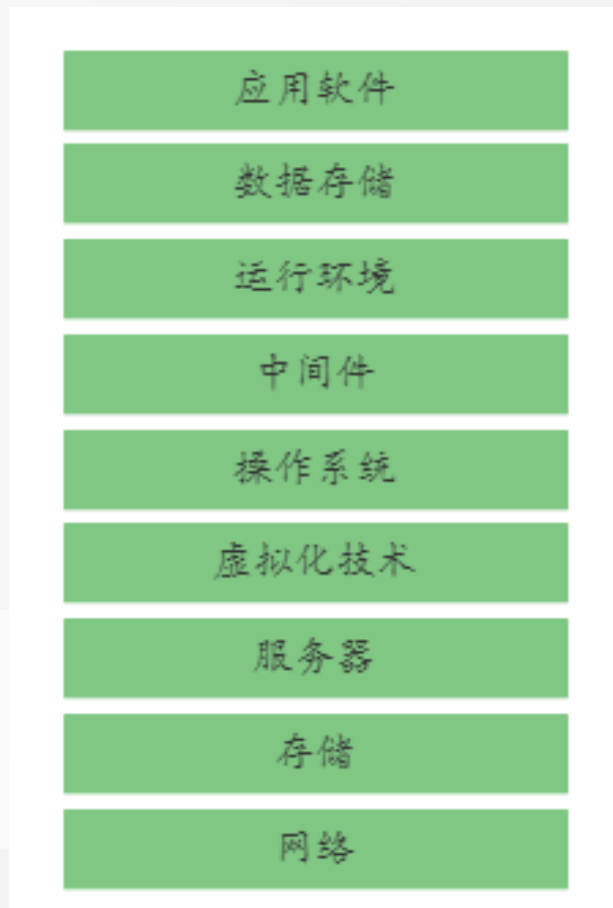 应用软件
数据存储
运行环境
中间件
操作系统
虚拟化技术
服务器
存储
网络